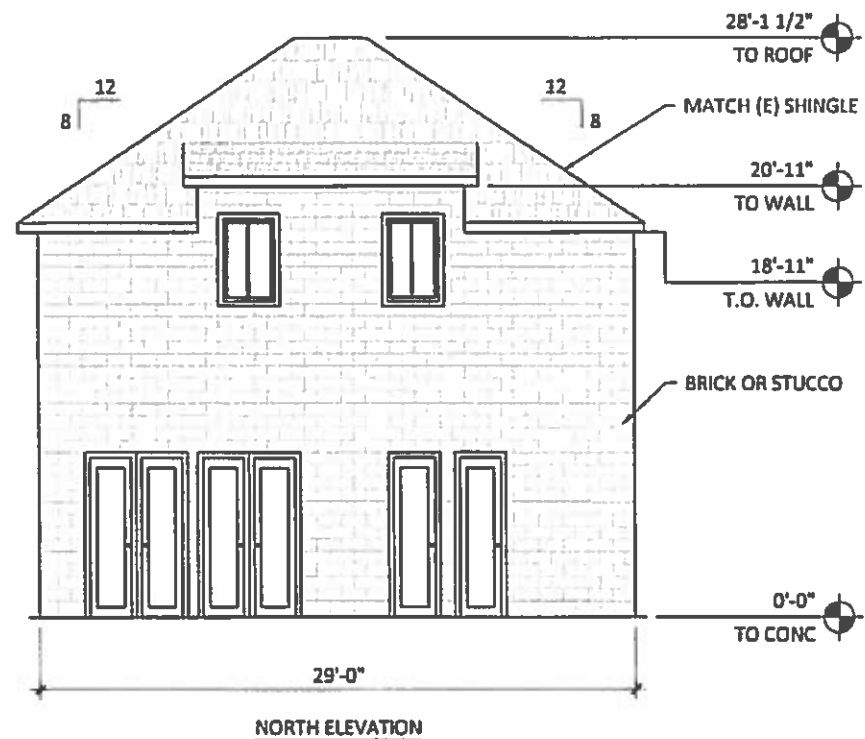 28'-1 1/2"
TO ROOF
12
8
12
8
MATCH (E) SHINGLE
20'-11"
TO WALL
18'-11"
T.O. WALL
BRICK OR STUCCO
0'-0"
TO CONC
29'-0"
NORTH ELEVATION